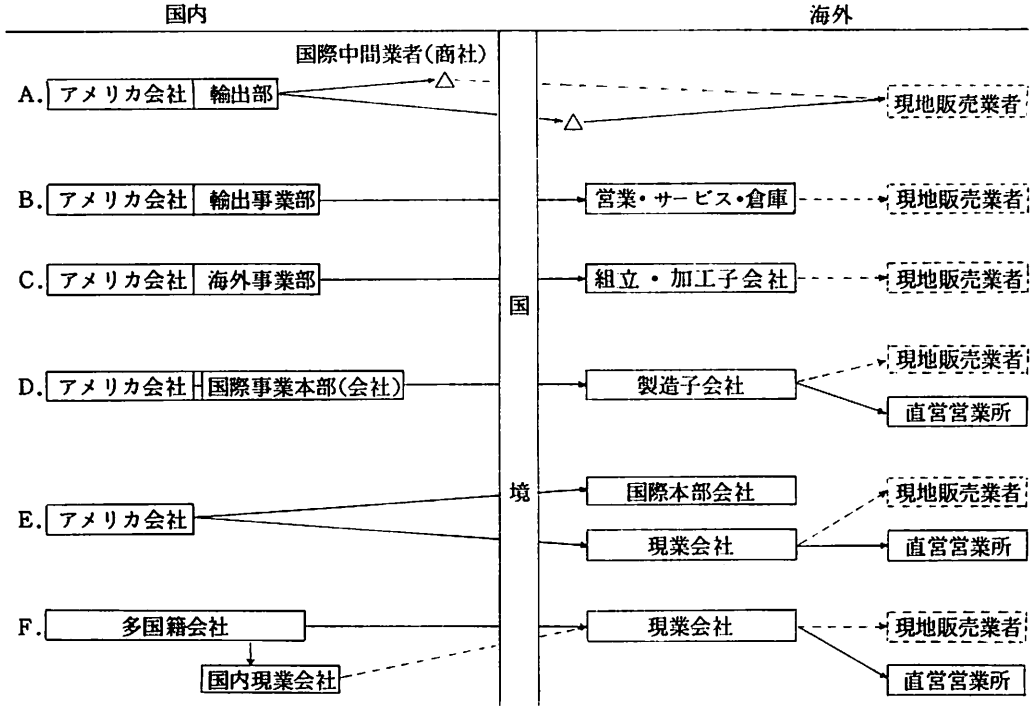 国内
海外
国際中間業者(商社)
A. アメリカ会社 輸出部
現地販売業者
B. アメリカ会社 輸出事業部
営業・サービス・倉庫
現地販売業者
C. アメリカ会社 海外事業部
組立・加工子会社
現地販売業者
国境
D. アメリカ会社 国際事業本部(会社)
製造子会社
現地販売業者
直営営業所
E. アメリカ会社
国際本部会社
現業会社
現地販売業者
直営営業所
F. 多国籍会社
国内現業会社
現業会社
現地販売業者
直営営業所